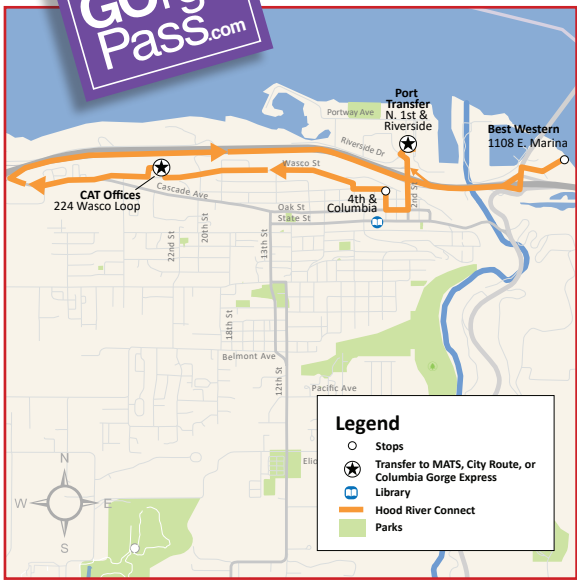 GOrg
Pass.com
Port
Transfer
N. 1st &
Riverside
Portway Ave
Riverside Dr
Best Western
1108 E. Marina
Wasco St
CAT Offices
224 Wasco Loop
Cascade Ave
4th &
Columbia
2nd St
Oak St
State St
22nd St
20th St
13th St
18th St
Belmont Ave
12th St
Pacific Ave
Elio
N
W
E
S
Legend
Stops
Transfer to MATS, City Route, or
Columbia Gorge Express
Library
Hood River Connect
Parks